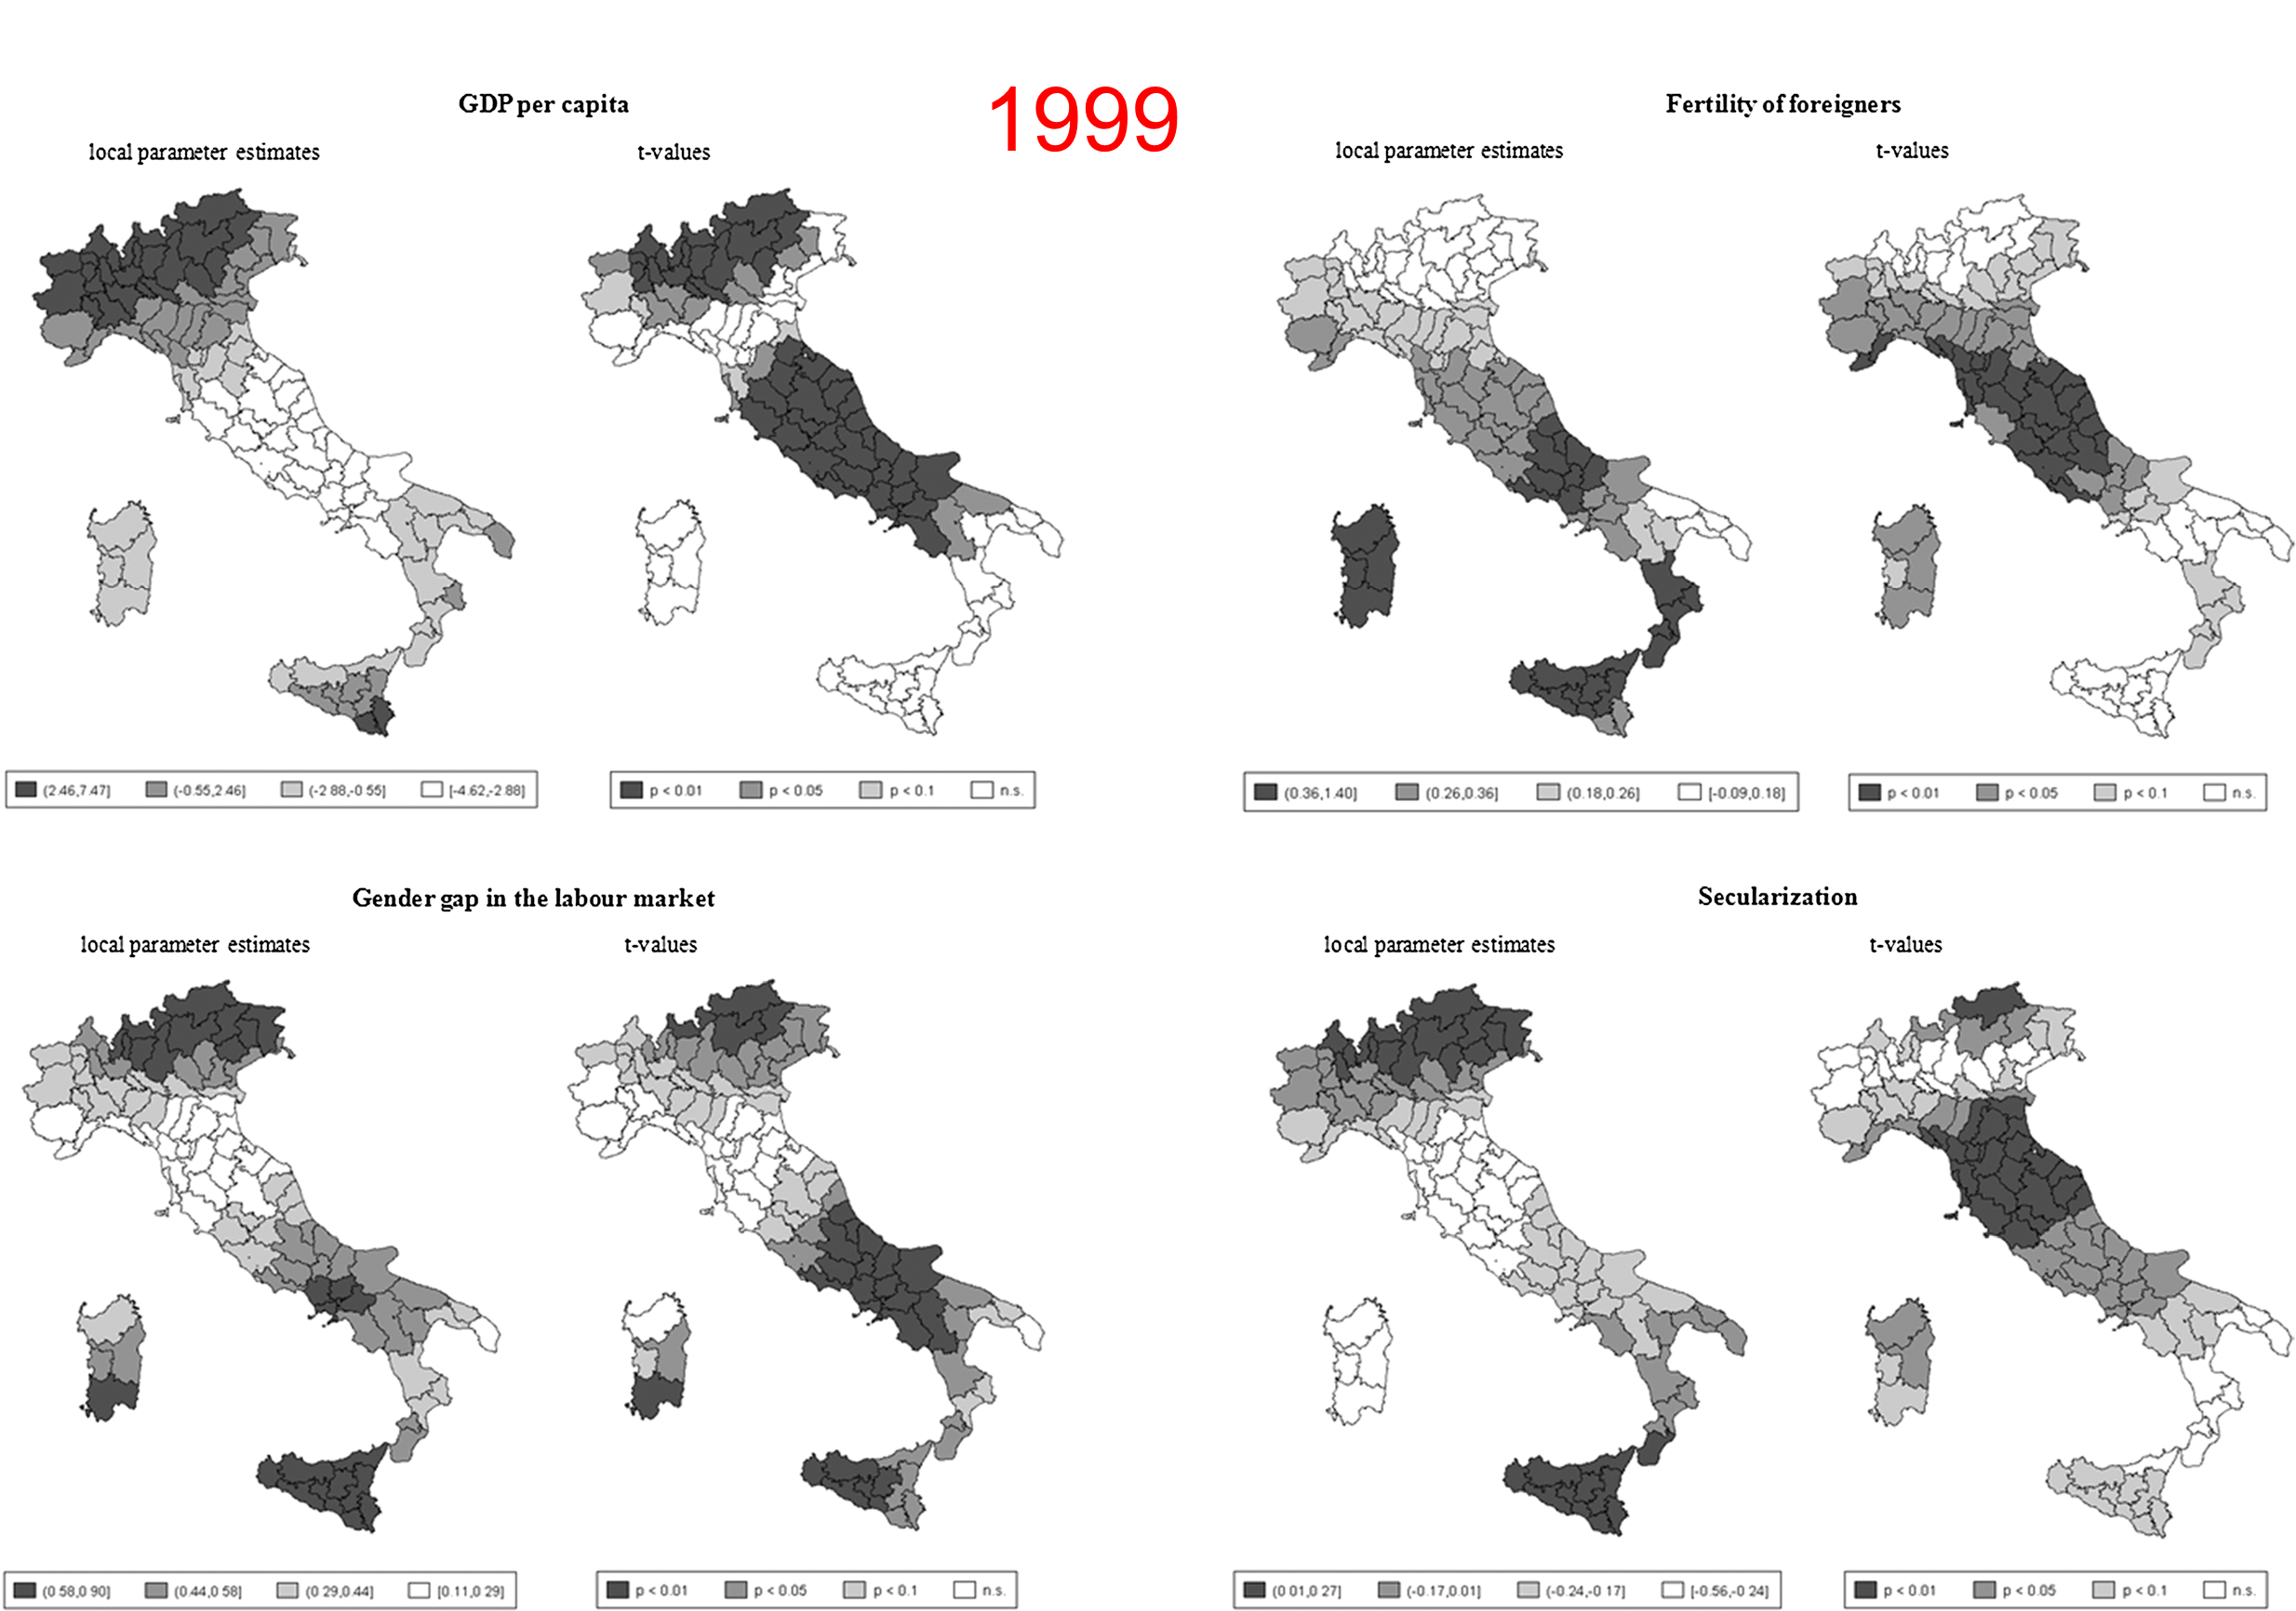 1999
GDP per capita
local parameter estimates
t-values
(2.46,7.47]
(-0.55,2.46]
(-2 88,-0 55]
[-4.62,-2.88]
p < 0.01
p < 0.05
p < 0.1
n.s.
Fertility of foreigners
local parameter estimates
t-values
(0.36,1.40]
(0.26,0.36]
(0.18,0.26]
[-0.09,0.18]
p < 0.01
p < 0.05
p < 0.1
n.s.
Gender gap in the labour market
local parameter estimates
t-values
(0.58,0 90]
(0.44,0 58]
(0 29,0.44]
[0.11,0 29]
p < 0.01
p < 0.05
p < 0.1
n.s.
Secularization
local parameter estimates
t-values
(0 01,0 27]
(-0.17,0.01]
(-0.24,-0 17]
[-0.56,-0 24]
p < 0.01
p < 0.05
p < 0.1
n.s.